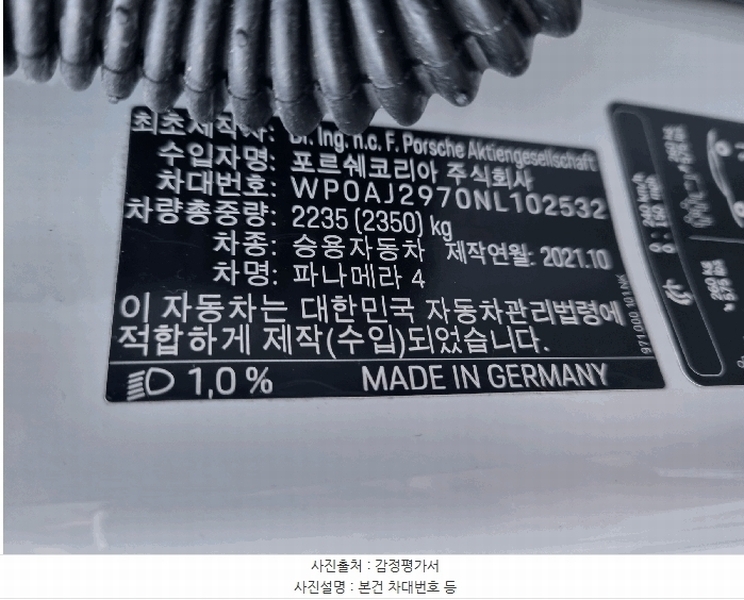 최초제작자: Dr. Ing. h.c. F. Porsche Aktiengesellschaft
수입자명: 포르쉐코리아 주식회사
차대번호: WP0AJ2970NL102532
차량총중량: 2235 (2350) kg
차종: 승용자동차 제작연월: 2021.10
차명: 파나메라 4
이 자동차는 대한민국 자동차관리법령에
적합하게 제작(수입)되었습니다.
1,0 % MADE IN GERMANY
사진출처 : 감정평가서
사진설명 : 본건 차대번호 등